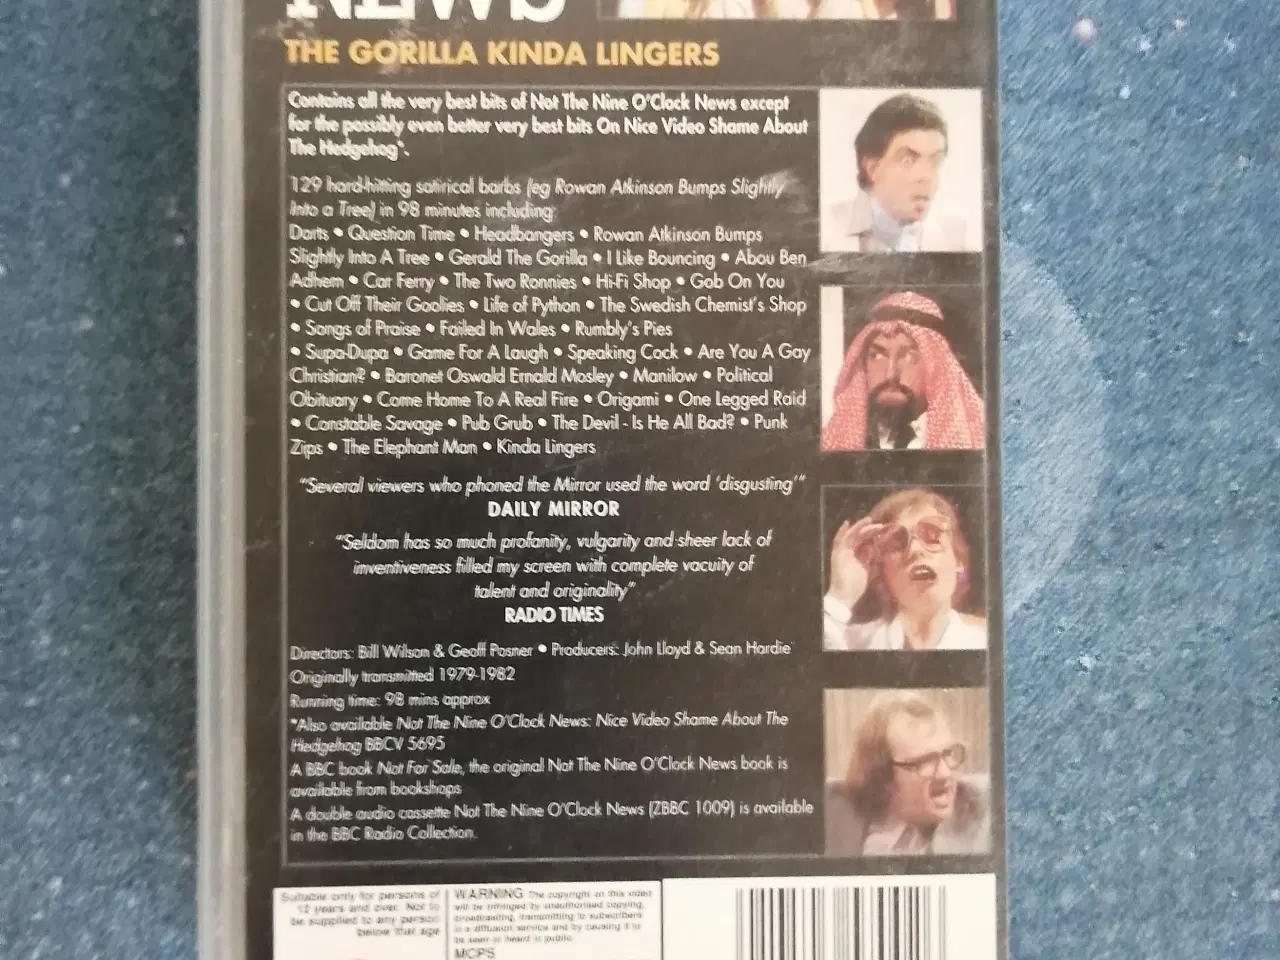 NEWS
THE GORILLA KINDA LINGERS
Contains all the very best bits of Not The Nine O'Clock News except
for the possibly even better very best bits On Nice Video Shame About
The Hedgehog*.
129 hard-hitting satirical barbs (eg Rowan Atkinson Bumps Slightly
Into a Tree) in 98 minutes including:
Darts • Question Time • Headbangers • Rowan Atkinson Bumps
Slightly Into A Tree • Gerald The Gorilla • I Like Bouncing • Abou Ben
Adhem • Car Ferry • The Two Ronnies • Hi-Fi Shop • Gob On You
• Cut Off Their Goolies • Life of Python • The Swedish Chemist's Shop
• Songs of Praise • Failed In Wales • Rumbly's Pies
• Supa-Dupa • Game For A Laugh • Speaking Cock • Are You A Gay
Christian? • Baronet Oswald Ernald Mosley • Manilow • Political
Obituary • Come Home To A Real Fire • Origami • One Legged Raid
• Constable Savage • Pub Grub • The Devil - Is He All Bad? • Punk
Zips • The Elephant Man • Kinda Lingers
"Several viewers who phoned the Mirror used the word 'disgusting'"
DAILY MIRROR
"Seldom has so much profanity, vulgarity and sheer lack of
inventiveness filled my screen with complete vacuity of
talent and originality"
RADIO TIMES
Directors: Bill Wilson & Geoff Posner • Producers: John Lloyd & Sean Hardie
Originally transmitted 1979-1982
Running time: 98 mins approx
*Also available Not The Nine O'Clock News: Nice Video Shame About The
Hedgehog BBCV 5695
A BBC book Not For Sale, the original Not The Nine O'Clock News book is
available from bookshops
A double audio cassette Not The Nine O'Clock News (ZBBC 1009) is available
in the BBC Radio Collection.
Suitable only for persons of
12 years and over. Not to
be supplied to any person
below that age
WARNING The copyright on this video
will be infringed by unauthorised copying,
broadcasting, transmitting to subscribers
in a diffusion service and by causing it to
be seen or heard in public.
MCPS